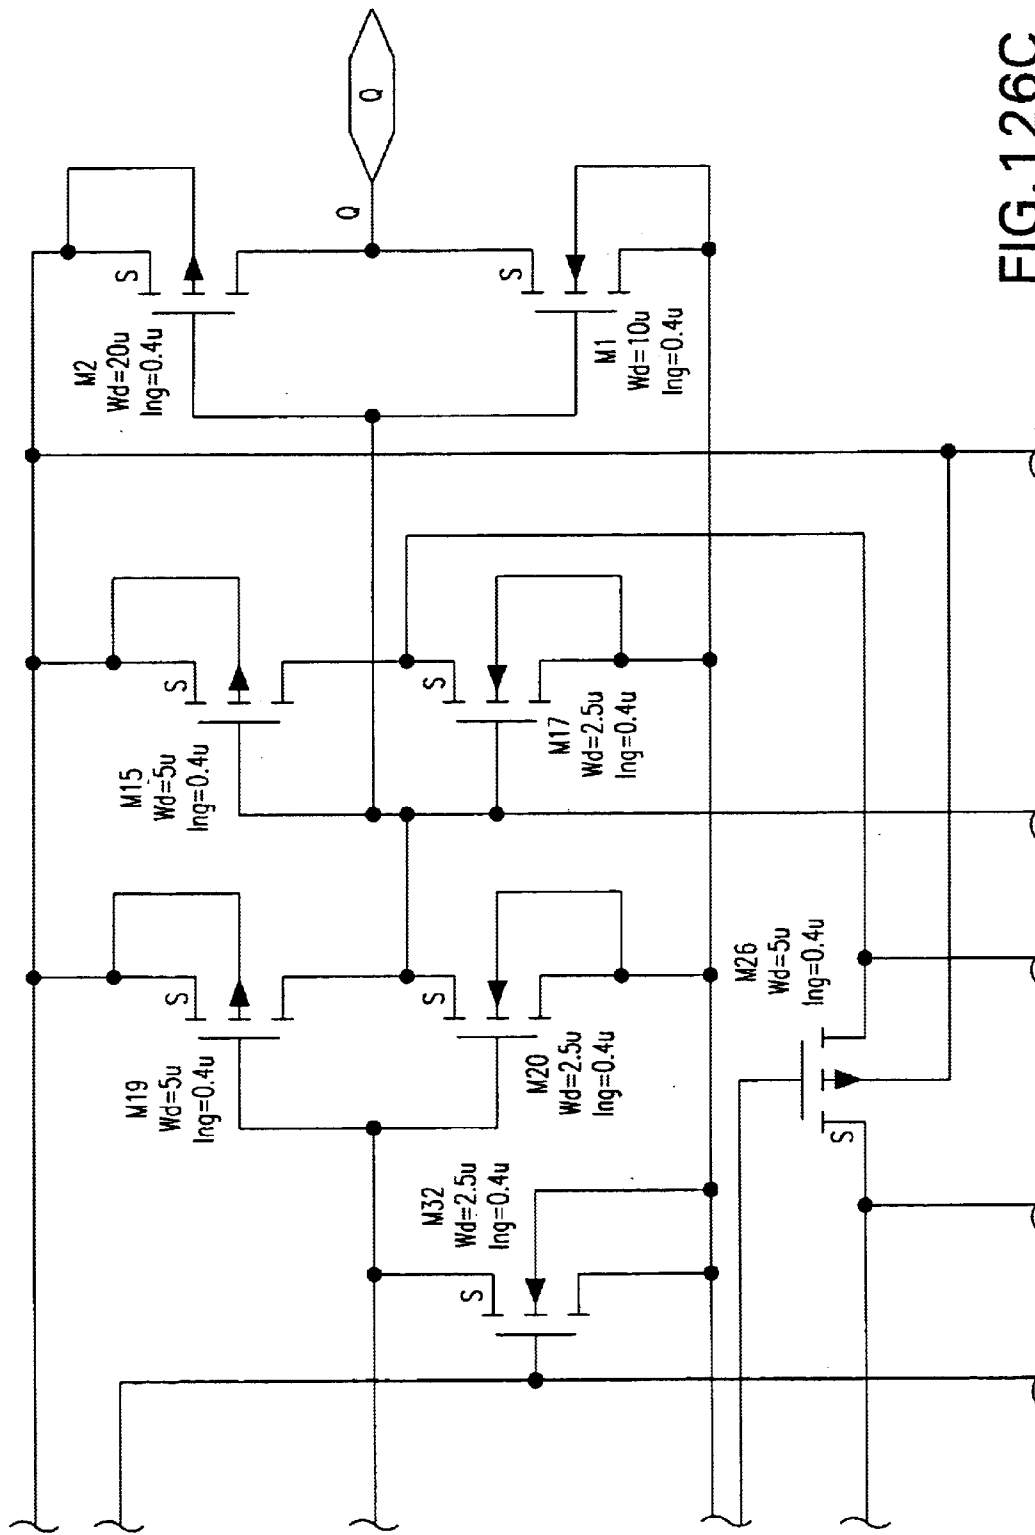 M2
Wd=20u
lng=0.4u
S
Q
Q
S
M1
Wd=10u
lng=0.4u
M15
Wd=5u
lng=0.4u
S
S
M17
Wd=2.5u
lng=0.4u
M19
Wd=5u
lng=0.4u
S
S
M20
Wd=2.5u
lng=0.4u
M32
Wd=2.5u
lng=0.4u
S
M26
Wd=5u
lng=0.4u
S
FIG.126C